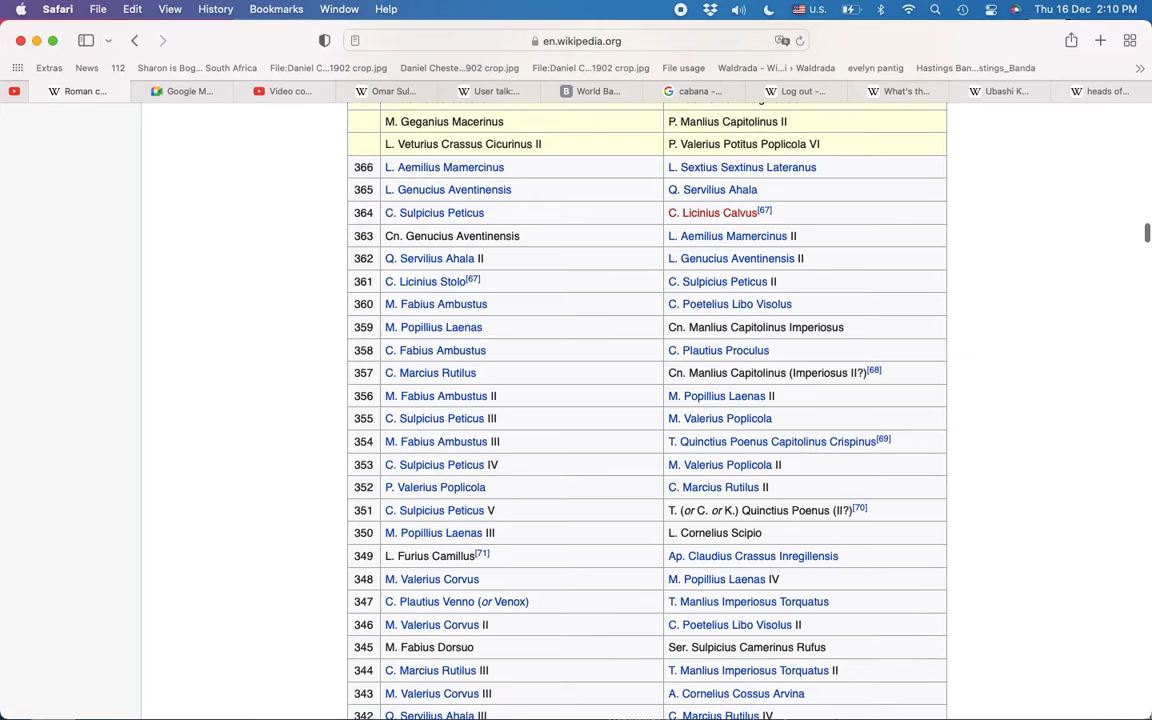 Safari File Edit View History Bookmarks Window Help U.S. Thu 16 Dec 2:10 PM
en.wikipedia.org
Extras News 112 Sharon is Bog... South Africa File:Daniel C...1902 crop.jpg Daniel Cheste...902 crop.jpg File:Daniel C...1902 crop.jpg File usage Waldrada – Wi...i › Waldrada evelyn pantig Hastings Ban...stings_Banda
Roman c... Google M... Video co... Omar Sul... User talk:... World Ba... cabana –... Log out –... What's th... Ubashi K... heads of...
M. Geganius Macerinus P. Manlius Capitolinus II
L. Veturius Crassus Cicurinus II P. Valerius Potitus Poplicola VI
366 L. Aemilius Mamercinus L. Sextius Sextinus Lateranus
365 L. Genucius Aventinensis Q. Servilius Ahala
364 C. Sulpicius Peticus C. Licinius Calvus[67]
363 Cn. Genucius Aventinensis L. Aemilius Mamercinus II
362 Q. Servilius Ahala II L. Genucius Aventinensis II
361 C. Licinius Stolo[67] C. Sulpicius Peticus II
360 M. Fabius Ambustus C. Poetelius Libo Visolus
359 M. Popillius Laenas Cn. Manlius Capitolinus Imperiosus
358 C. Fabius Ambustus C. Plautius Proculus
357 C. Marcius Rutilus Cn. Manlius Capitolinus (Imperiosus II?)[68]
356 M. Fabius Ambustus II M. Popillius Laenas II
355 C. Sulpicius Peticus III M. Valerius Poplicola
354 M. Fabius Ambustus III T. Quinctius Poenus Capitolinus Crispinus[69]
353 C. Sulpicius Peticus IV M. Valerius Poplicola II
352 P. Valerius Poplicola C. Marcius Rutilus II
351 C. Sulpicius Peticus V T. (or C. or K.) Quinctius Poenus (II?)[70]
350 M. Popillius Laenas III L. Cornelius Scipio
349 L. Furius Camillus[71] Ap. Claudius Crassus Inregillensis
348 M. Valerius Corvus M. Popillius Laenas IV
347 C. Plautius Venno (or Venox) T. Manlius Imperiosus Torquatus
346 M. Valerius Corvus II C. Poetelius Libo Visolus II
345 M. Fabius Dorsuo Ser. Sulpicius Camerinus Rufus
344 C. Marcius Rutilus III T. Manlius Imperiosus Torquatus II
343 M. Valerius Corvus III A. Cornelius Cossus Arvina
342 Q. Servilius Ahala III C. Marcius Rutilus IV